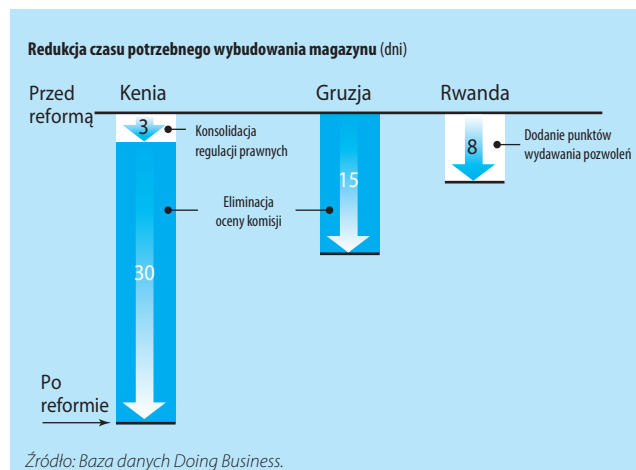 Redukcja czasu potrzebnego wybudowania magazynu (dni)
Przed
reformą
Kenia
Gruzja
Rwanda
3
Konsolidacja
regulacji prawnych
15
8
Dodanie punktów
wydawania pozwoleń
Eliminacja
oceny komisji
30
Po
reformie
Źródło: Baza danych Doing Business.